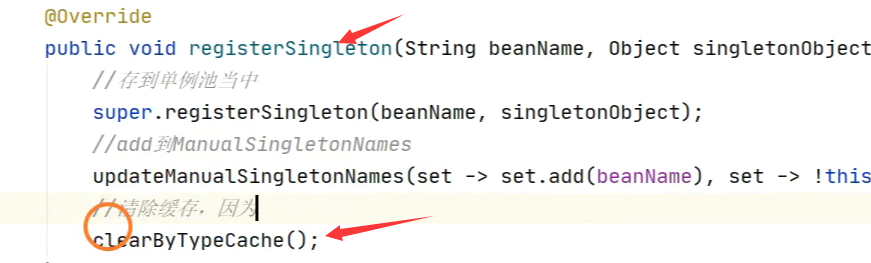 @Override
public void registerSingleton(String beanName, Object singletonObject
//存到单例池当中
super.registerSingleton(beanName, singletonObject);
//add到ManualSingletonNames
updateManualSingletonNames(set -> set.add(beanName), set -> !this
//清除缓存，因为
clearByTypeCache();